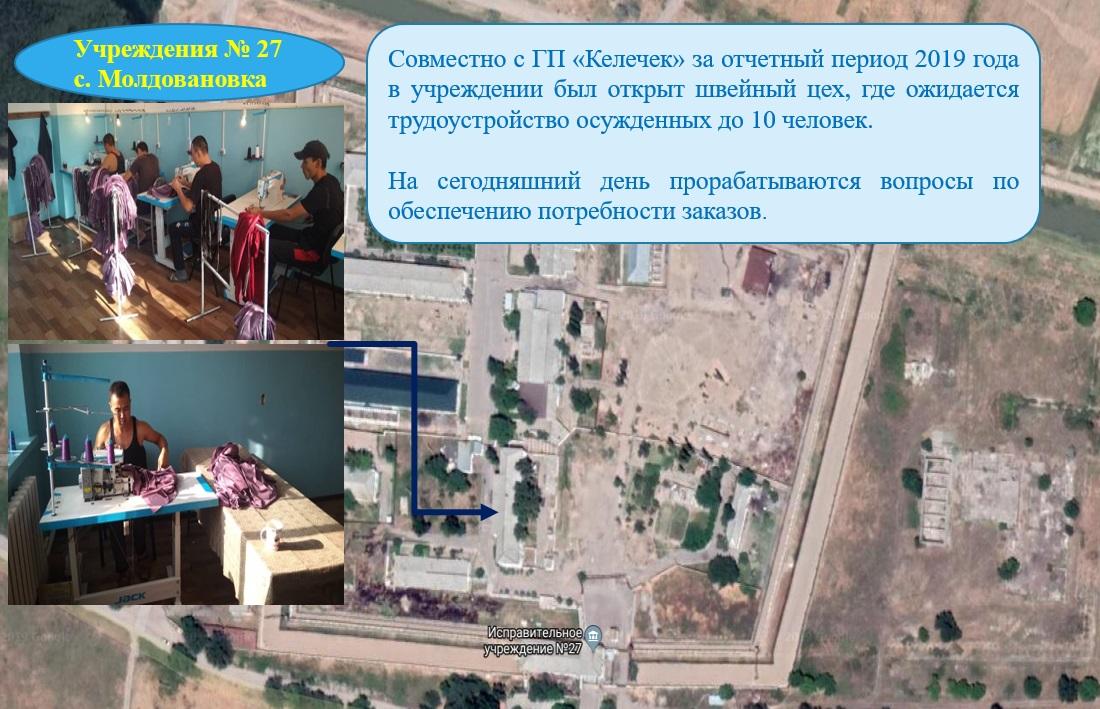 Учреждения № 27
с. Молдовановка
Совместно с ГП «Келечек» за отчетный период 2019 года
в учреждении был открыт швейный цех, где ожидается
трудоустройство осужденных до 10 человек.
На сегодняшний день прорабатываются вопросы по
обеспечению потребности заказов.
JACK
Исправительное
учреждение №27